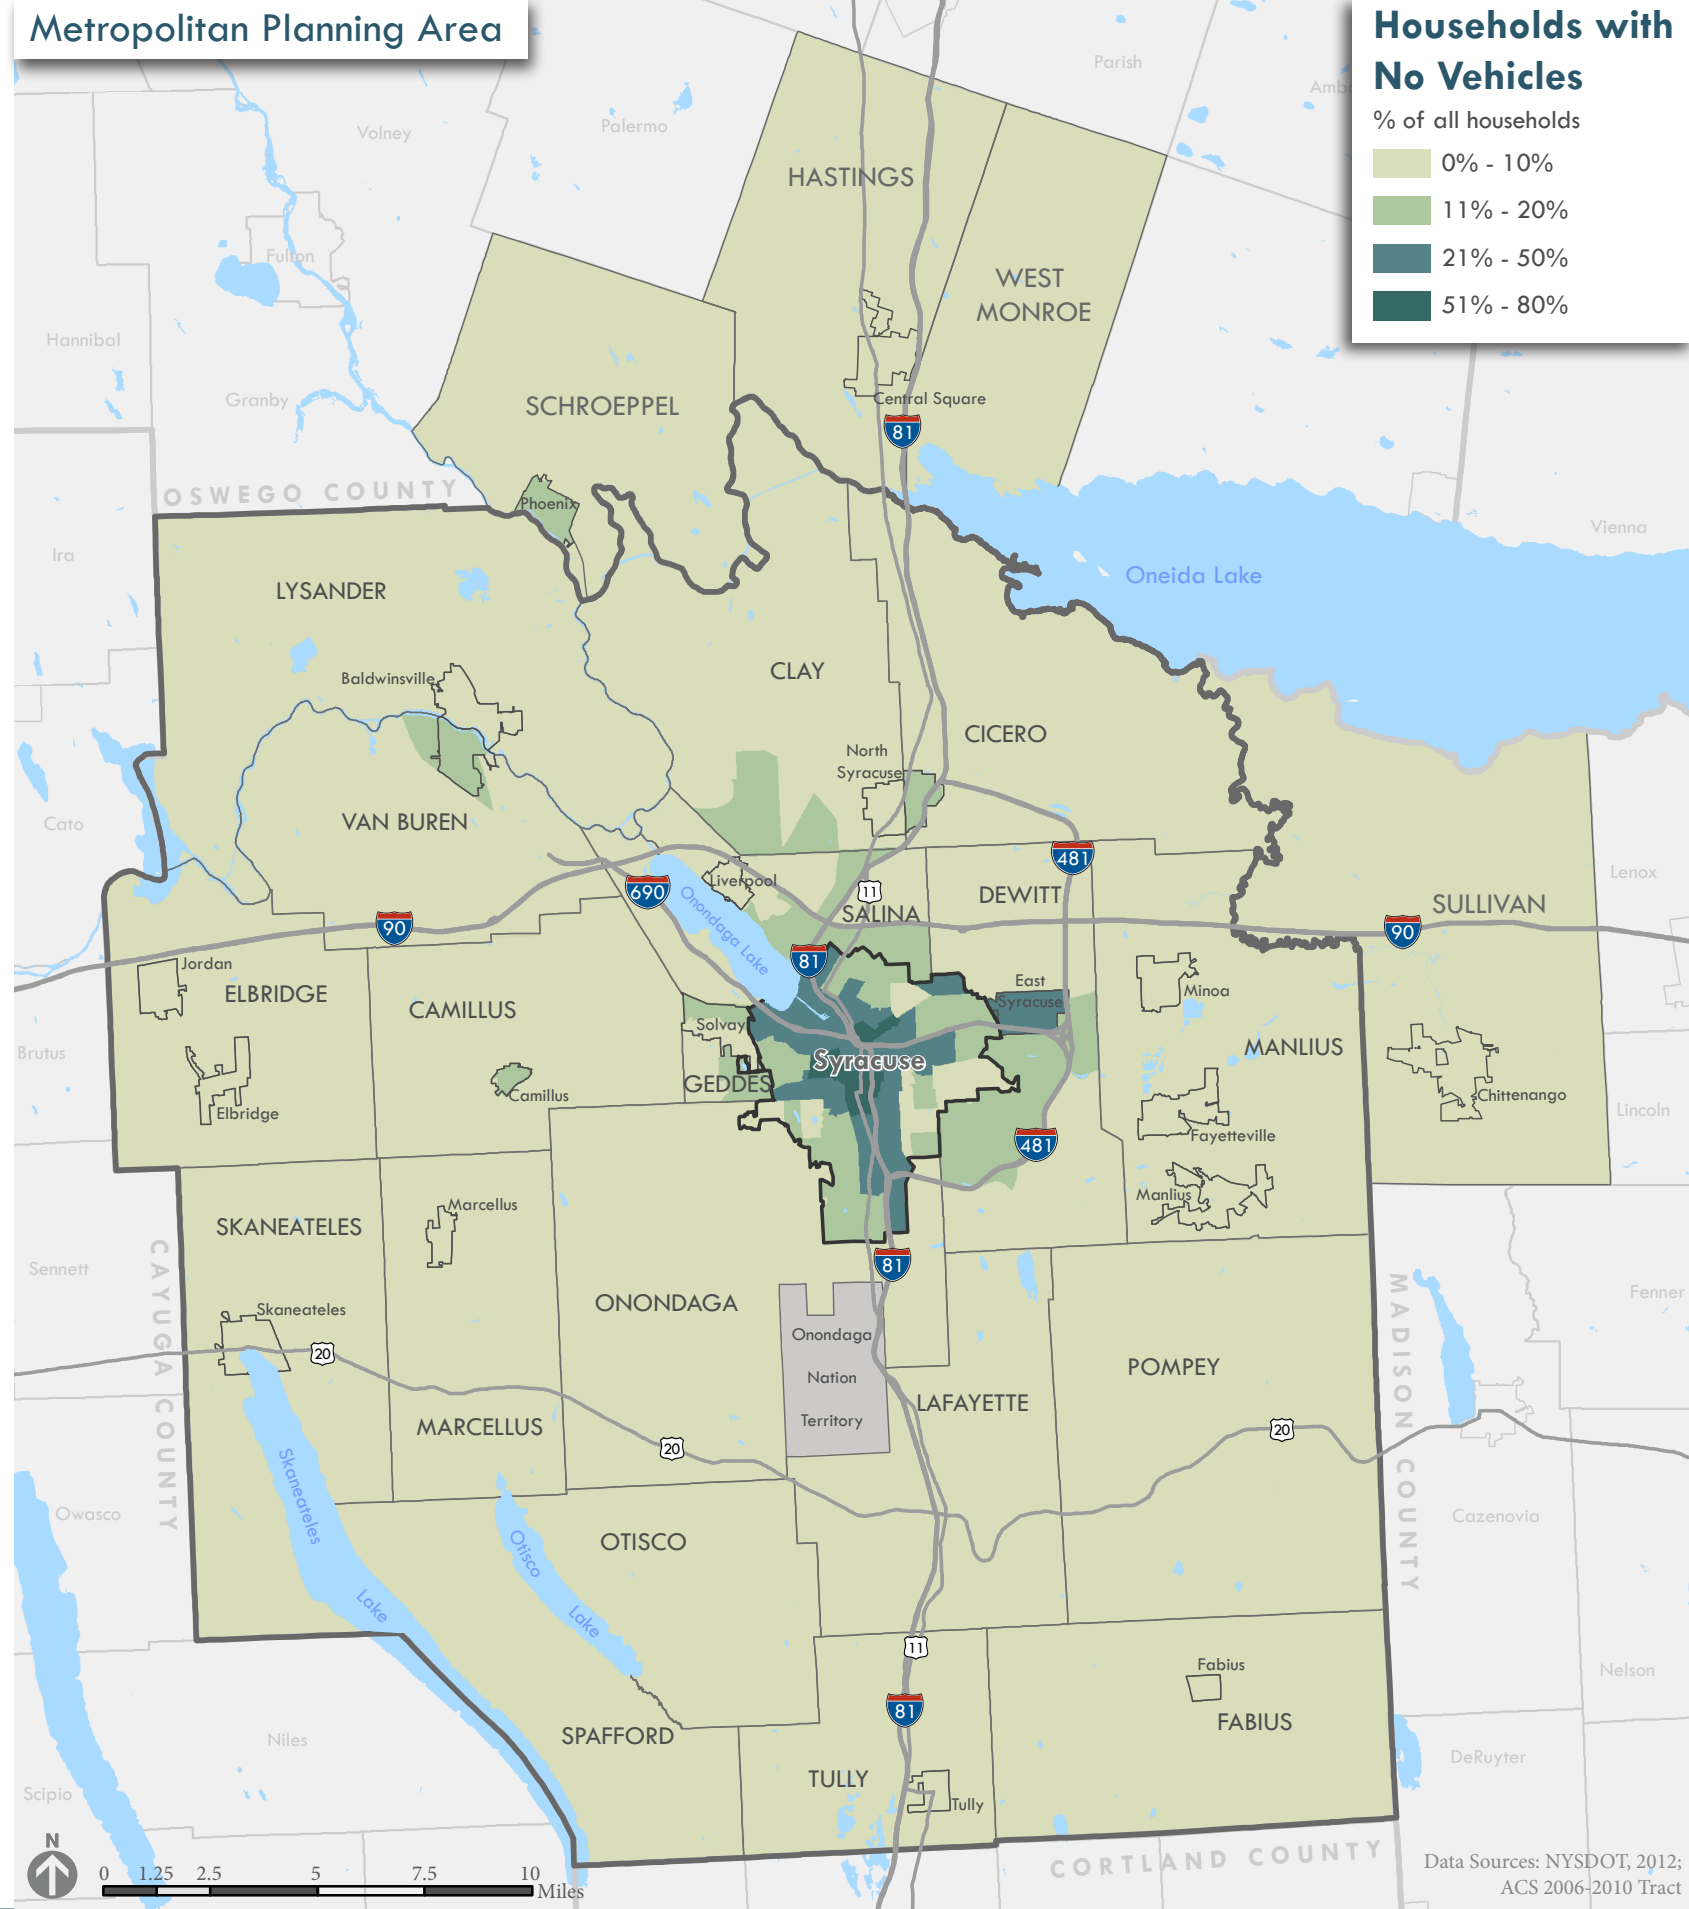 Metropolitan Planning Area
Households with
No Vehicles
% of all households
0% - 10%
11% - 20%
21% - 50%
51% - 80%
Parish
Volney
Palermo
HASTINGS
Fulton
WEST
MONROE
Hannibal
Granby
SCHROEPPEL
Central Square
81
OSWEGO COUNTY
Phoenix
Vienna
Ira
LYSANDER
Oneida Lake
Baldwinsville
CLAY
CICERO
North
Syracuse
Cato
VAN BUREN
481
Lenox
690
Liverpool
11
DEWITT
SULLIVAN
Onondaga Lake
SALINA
90
90
81
Jordan
ELBRIDGE
CAMILLUS
East
Syracuse
Minoa
Solvay
Brutus
Syracuse
MANLIUS
GEDDES
Camillus
Chittenango
Elbridge
Lincoln
Fayetteville
481
Manlius
Marcellus
SKANEATELES
CAYUGA COUNTY
Sennett
81
MADISON COUNTY
Fenner
Skaneateles
ONONDAGA
Onondaga
Nation
Territory
20
POMPEY
LAFAYETTE
MARCELLUS
20
20
Skaneateles
Lake
Owasco
Cazenovia
Otisco
Lake
OTISCO
11
Fabius
Nelson
81
FABIUS
SPAFFORD
Niles
DeRuyter
TULLY
Scipio
Tully
N
CORTLAND COUNTY
0 1.25 2.5 5 7.5 10
Miles
Data Sources: NYSDOT, 2012;
ACS 2006-2010 Tract